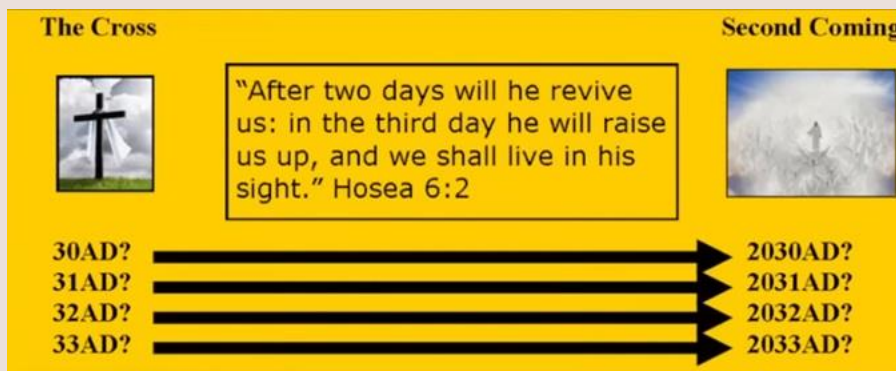 The Cross
Second Coming
“After two days will he revive
us: in the third day he will raise
us up, and we shall live in his
sight.” Hosea 6:2
30AD?
2030AD?
31AD?
2031AD?
32AD?
2032AD?
33AD?
2033AD?